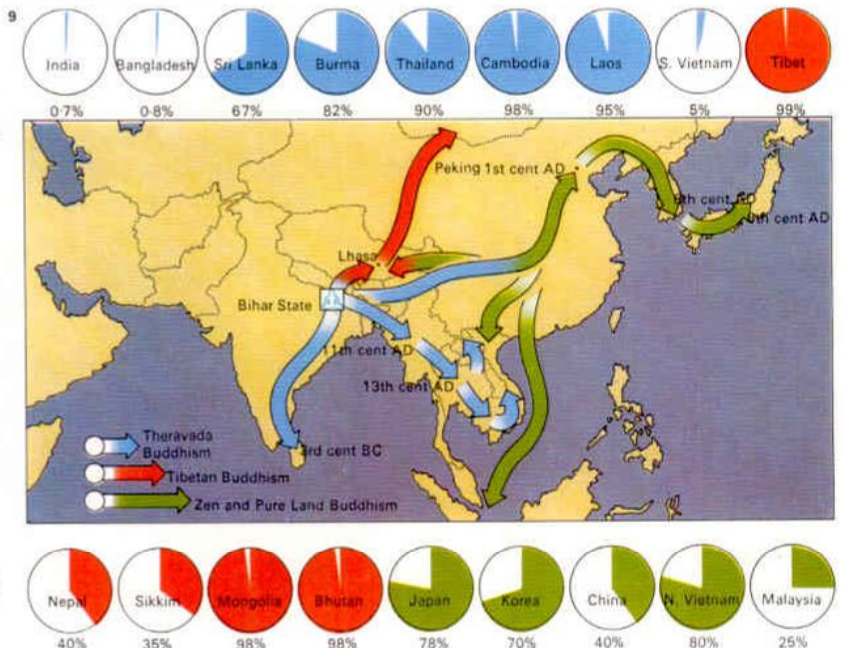 9
India Bangladesh Sri Lanka Burma Thailand Cambodia Laos S. Vietnam Tibet
0·7% 0·8% 67% 82% 90% 98% 95% 5% 99%
Peking 1st cent AD
6th cent AD
Lhasa
Bihar State
11th cent AD
13th cent AD
3rd cent BC
Theravada
Buddhism
Tibetan Buddhism
Zen and Pure Land Buddhism
Nepal Sikkim Mongolia Bhutan Japan Korea China N. Vietnam Malaysia
40% 35% 98% 98% 78% 70% 40% 80% 25%